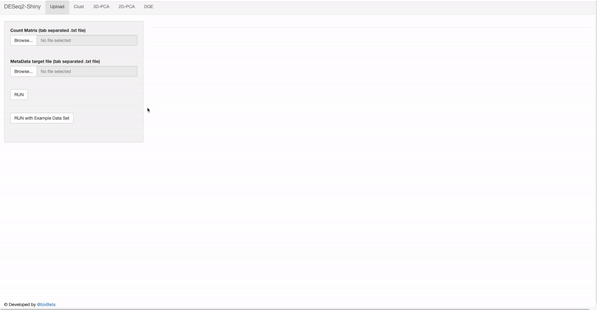 DESeq2-Shiny Upload Clust 3D-PCA 2D-PCA DGE
Count Matrix (tab separated .txt file)
Browse... No file selected
MetaData target file (tab separated .txt file)
Browse... No file selected
RUN
RUN with Example Data Set
© Developed by